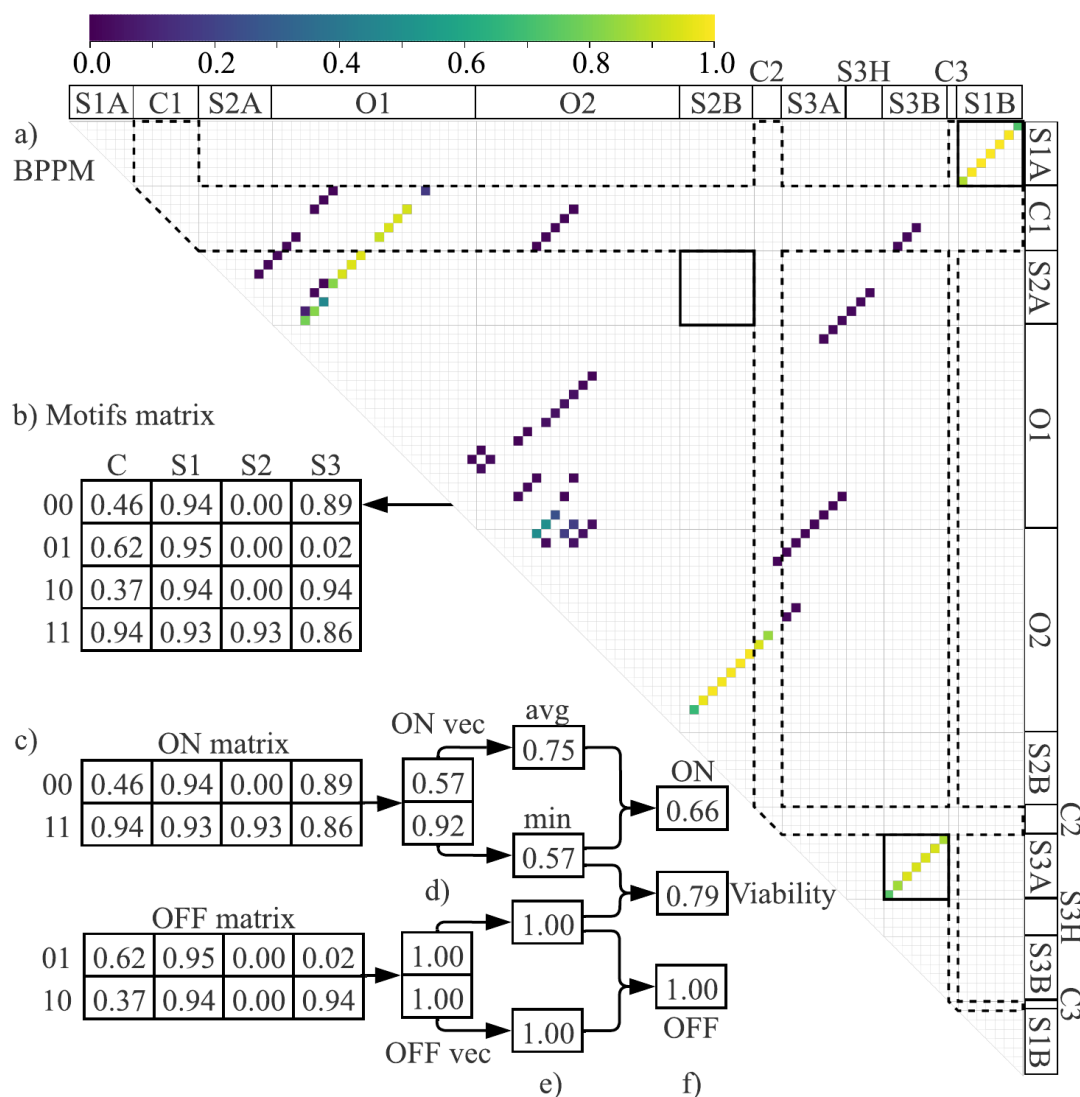 0.0 0.2 0.4 0.6 0.8 1.0
C2 S3H C3
S1A C1 S2A O1 O2 S2B S3A S3B S1B
a)
BPPM
S1A
C1
S2A
O1
O2
S2B
C2
S3A
S3H
S3B
C3
S1B
b) Motifs matrix
C S1 S2 S3
00 0.46 0.94 0.00 0.89
01 0.62 0.95 0.00 0.02
10 0.37 0.94 0.00 0.94
11 0.94 0.93 0.93 0.86
c)
ON matrix
00 0.46 0.94 0.00 0.89
11 0.94 0.93 0.93 0.86
OFF matrix
01 0.62 0.95 0.00 0.02
10 0.37 0.94 0.00 0.94
ON vec
0.57
0.92
d)
1.00
1.00
OFF vec
avg
0.75
min
0.57
1.00
1.00
e)
ON
0.66
0.79 Viability
1.00
OFF
f)